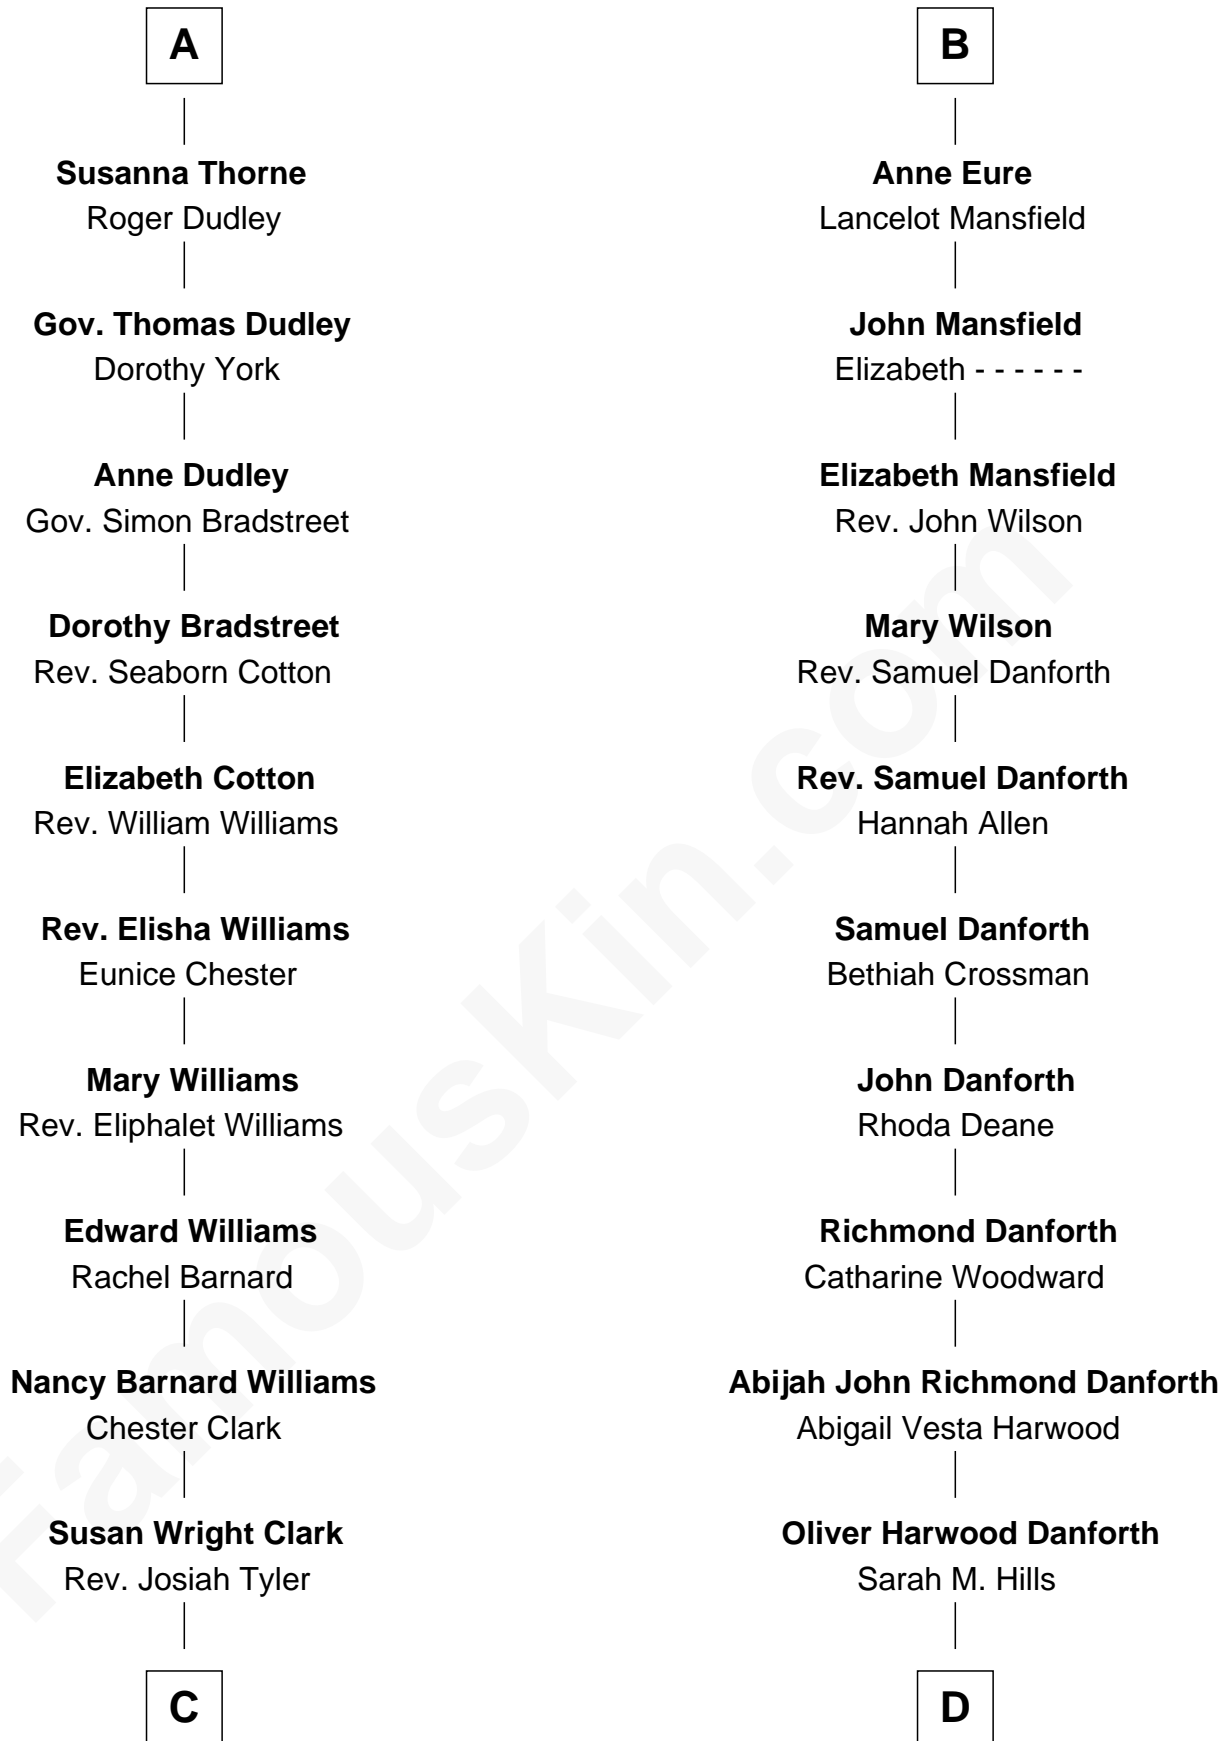 A
Susanna Thorne
Roger Dudley
Gov. Thomas Dudley
Dorothy York
Anne Dudley
Gov. Simon Bradstreet
Dorothy Bradstreet
Rev. Seaborn Cotton
Elizabeth Cotton
Rev. William Williams
Rev. Elisha Williams
Eunice Chester
Mary Williams
Rev. Eliphalet Williams
Edward Williams
Rachel Barnard
Nancy Barnard Williams
Chester Clark
Susan Wright Clark
Rev. Josiah Tyler
C
B
Anne Eure
Lancelot Mansfield
John Mansfield
Elizabeth - - - - - -
Elizabeth Mansfield
Rev. John Wilson
Mary Wilson
Rev. Samuel Danforth
Rev. Samuel Danforth
Hannah Allen
Samuel Danforth
Bethiah Crossman
John Danforth
Rhoda Deane
Richmond Danforth
Catharine Woodward
Abijah John Richmond Danforth
Abigail Vesta Harwood
Oliver Harwood Danforth
Sarah M. Hills
D
FamousKin.com